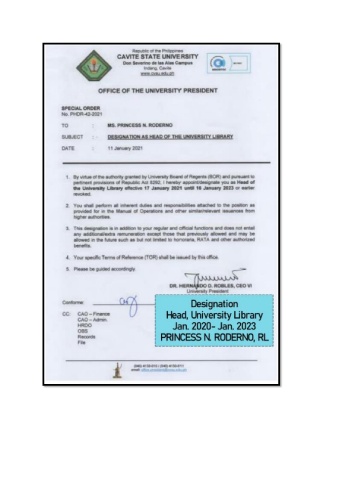 Republic of the Philippines
CAVITE STATE UNIVERSITY
Don Severino de las Alas Campus
Indang, Cavite
www.cvsu.edu.ph
OFFICE OF THE UNIVERSITY PRESIDENT
SPECIAL ORDER
No. PHDR-42-2021
TO : MS. PRINCESS N. RODERNO
SUBJECT : DESIGNATION AS HEAD OF THE UNIVERSITY LIBRARY
DATE : 11 January 2021
1. By virtue of the authority granted by University Board of Regents (BOR) and pursuant to
pertinent provisions of Republic Act 8292, I hereby appoint/designate you as Head of
the University Library effective 17 January 2021 until 16 January 2023 or earlier
revoked.
2. You shall perform all inherent duties and responsibilities attached to the position as
provided for in the Manual of Operations and other similar/relevant issuances from
higher authorities.
3. This designation is in addition to your regular and official functions and does not entail
any additional/extra remuneration except those that previously allowed and may be
allowed in the future such as but not limited to honoraria, RATA and other authorized
benefits.
4. Your specific Terms of Reference (TOR) shall be issued by this office.
5. Please be guided accordingly.
DR. HERNANDO D. ROBLES, CEO VI
University President
Conforme:
CC: CAO – Finance
CAO – Admin.
HRDO
OBS
Records
File
Designation
Head, University Library
Jan. 2020- Jan. 2023
PRINCESS N. RODERNO, RL